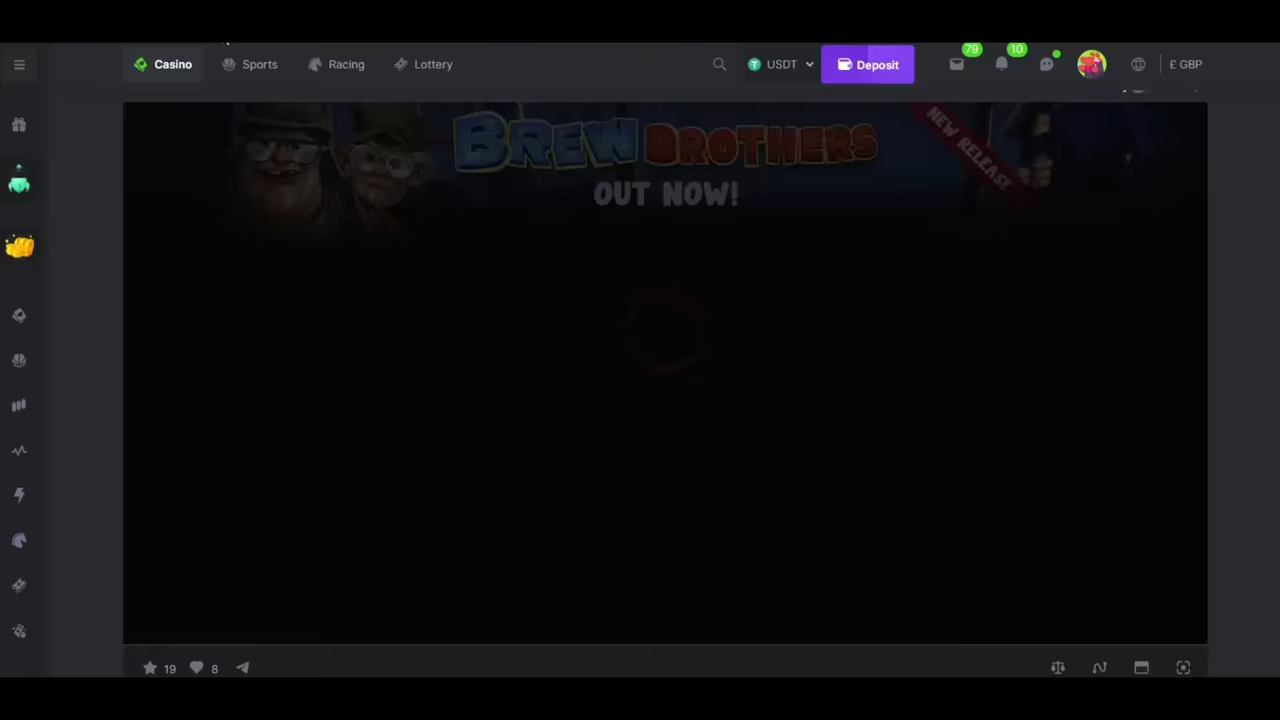 79
10
Casino
Sports
Racing
Lottery
USDT
Deposit
£ GBP
BREW BROTHERS
OUT NOW!
NEW RELEASE
19
8